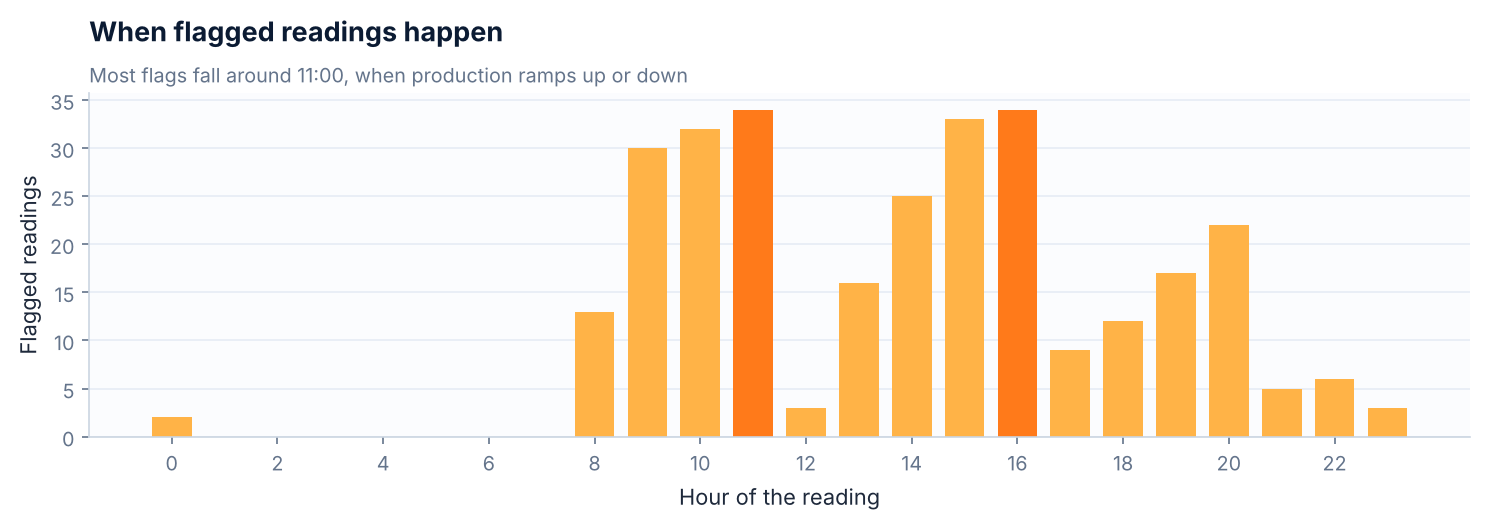 When flagged readings happen
Most flags fall around 11:00, when production ramps up or down
35
30
25
20
15
10
5
0
Flagged readings
0 2 4 6 8 10 12 14 16 18 20 22
Hour of the reading